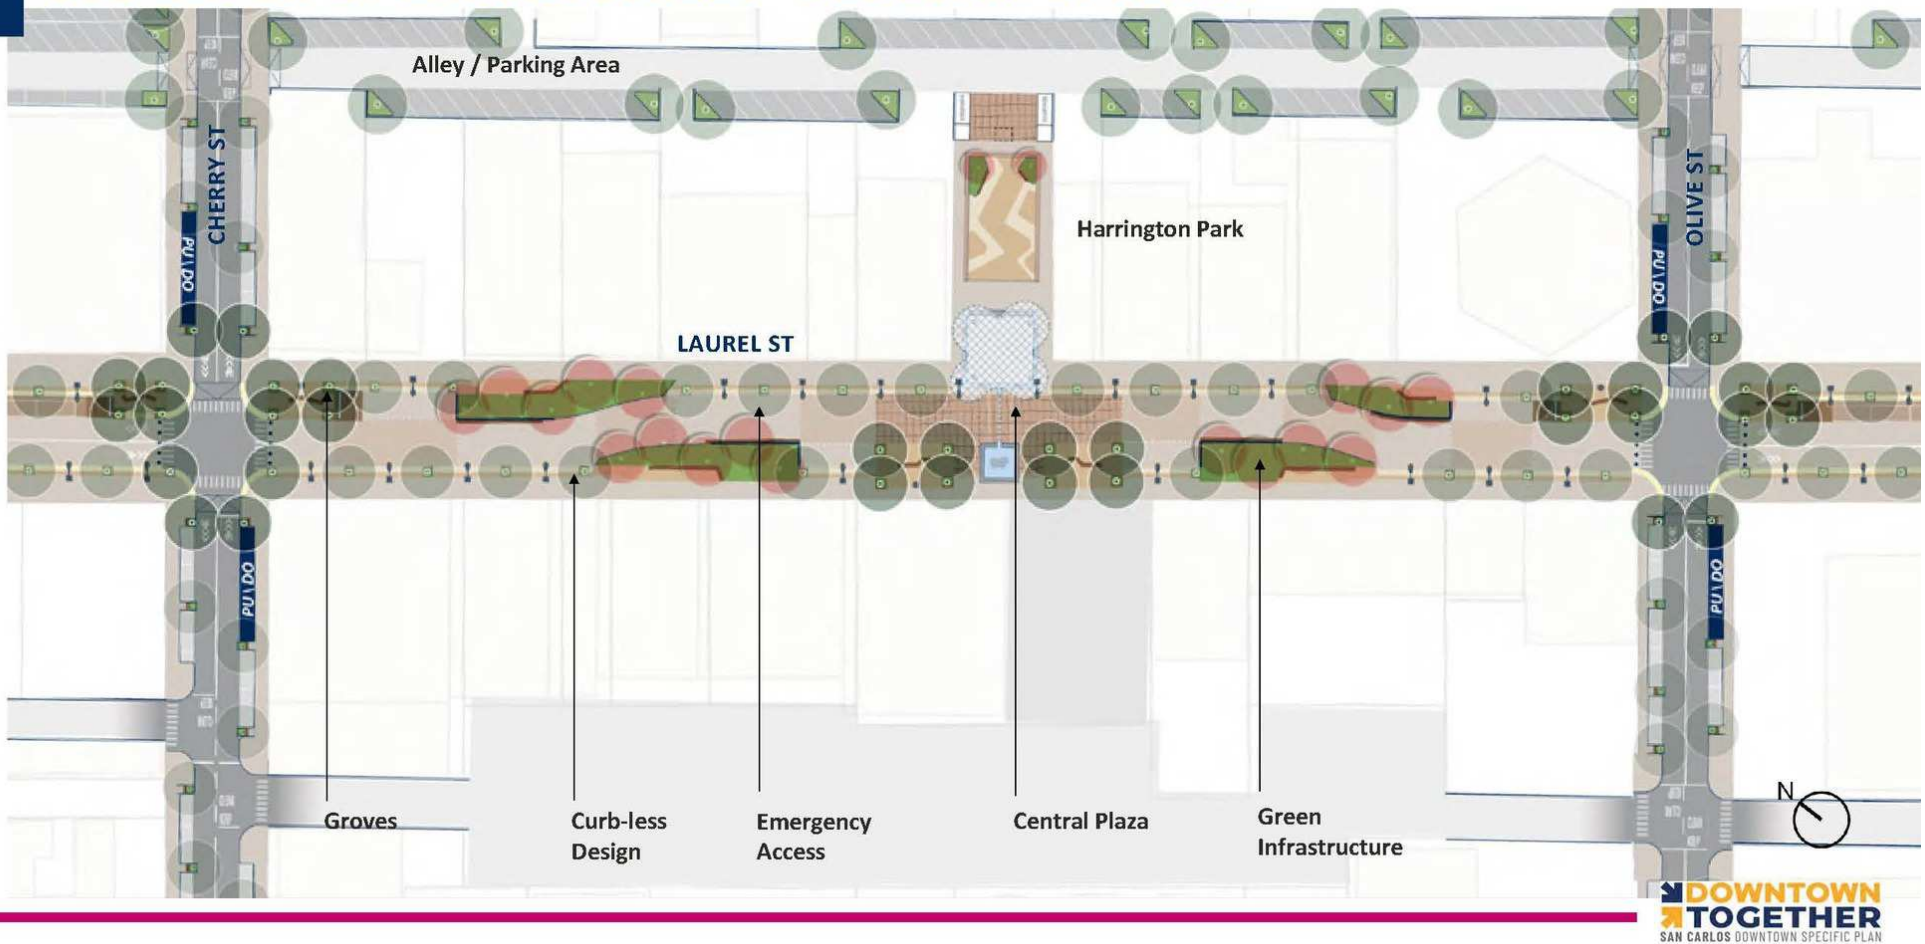 Alley / Parking Area
CHERRY ST
OLIVE ST
PU \ DO
PU \ DO
Harrington Park
LAUREL ST
PU \ DO
PU \ DO
N
Groves
Curb-less
Design
Emergency
Access
Central Plaza
Green
Infrastructure
DOWNTOWN
TOGETHER
SAN CARLOS DOWNTOWN SPECIFIC PLAN